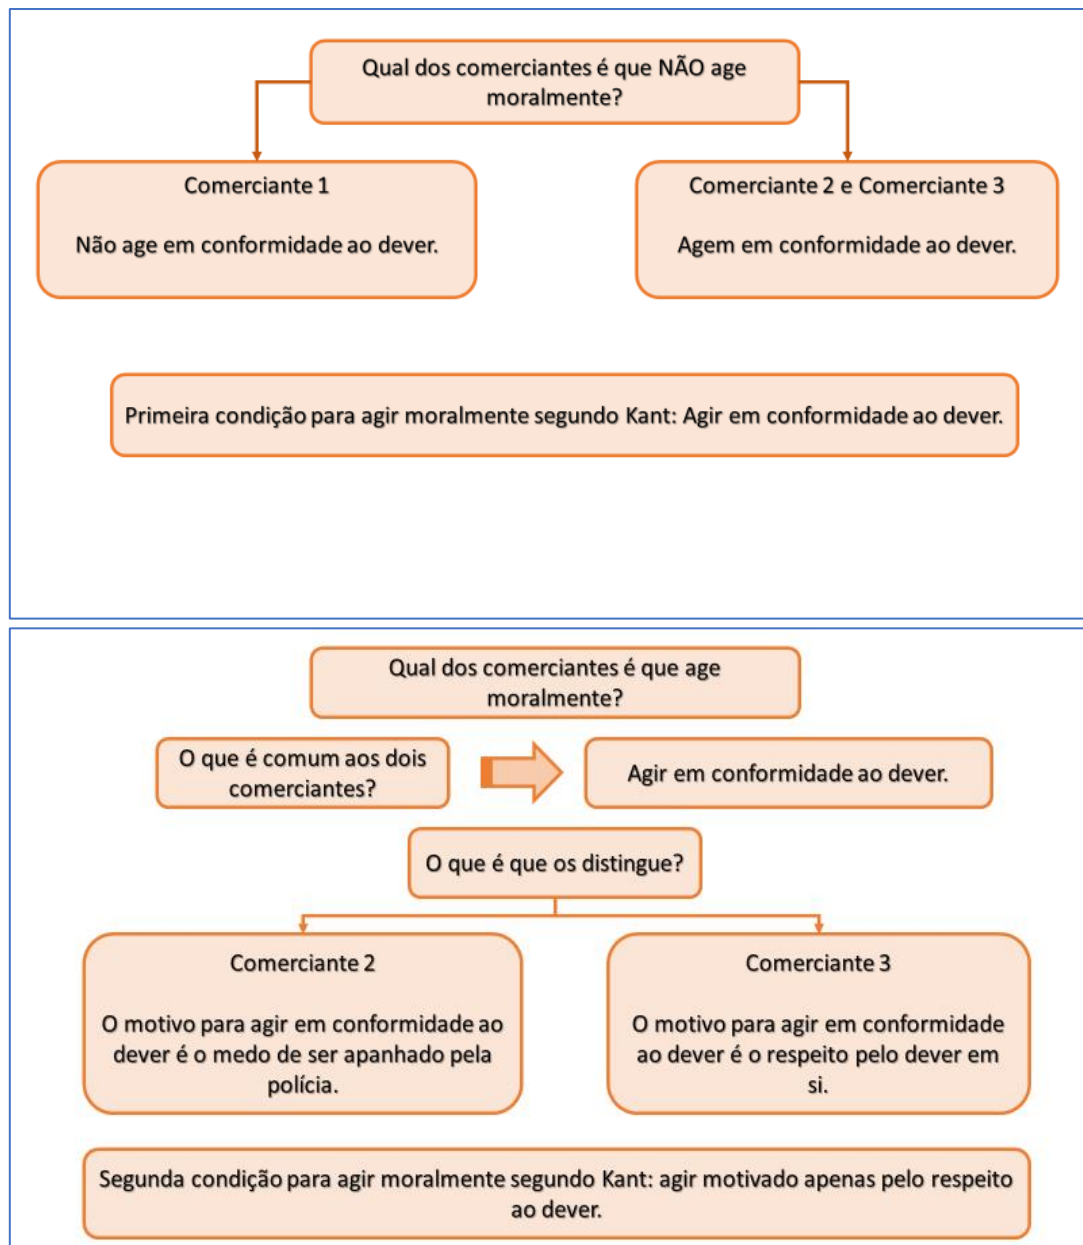 Qual dos comerciantes é que NÃO age
moralmente?
Comerciante 1
Não age em conformidade ao dever.
Comerciante 2 e Comerciante 3
Agem em conformidade ao dever.
Primeira condição para agir moralmente segundo Kant: Agir em conformidade ao dever.
Qual dos comerciantes é que age
moralmente?
O que é comum aos dois
comerciantes?
Agir em conformidade ao dever.
O que é que os distingue?
Comerciante 2
O motivo para agir em conformidade ao
dever é o medo de ser apanhado pela
polícia.
Comerciante 3
O motivo para agir em conformidade
ao dever é o respeito pelo dever em
si.
Segunda condição para agir moralmente segundo Kant: agir motivado apenas pelo respeito
ao dever.